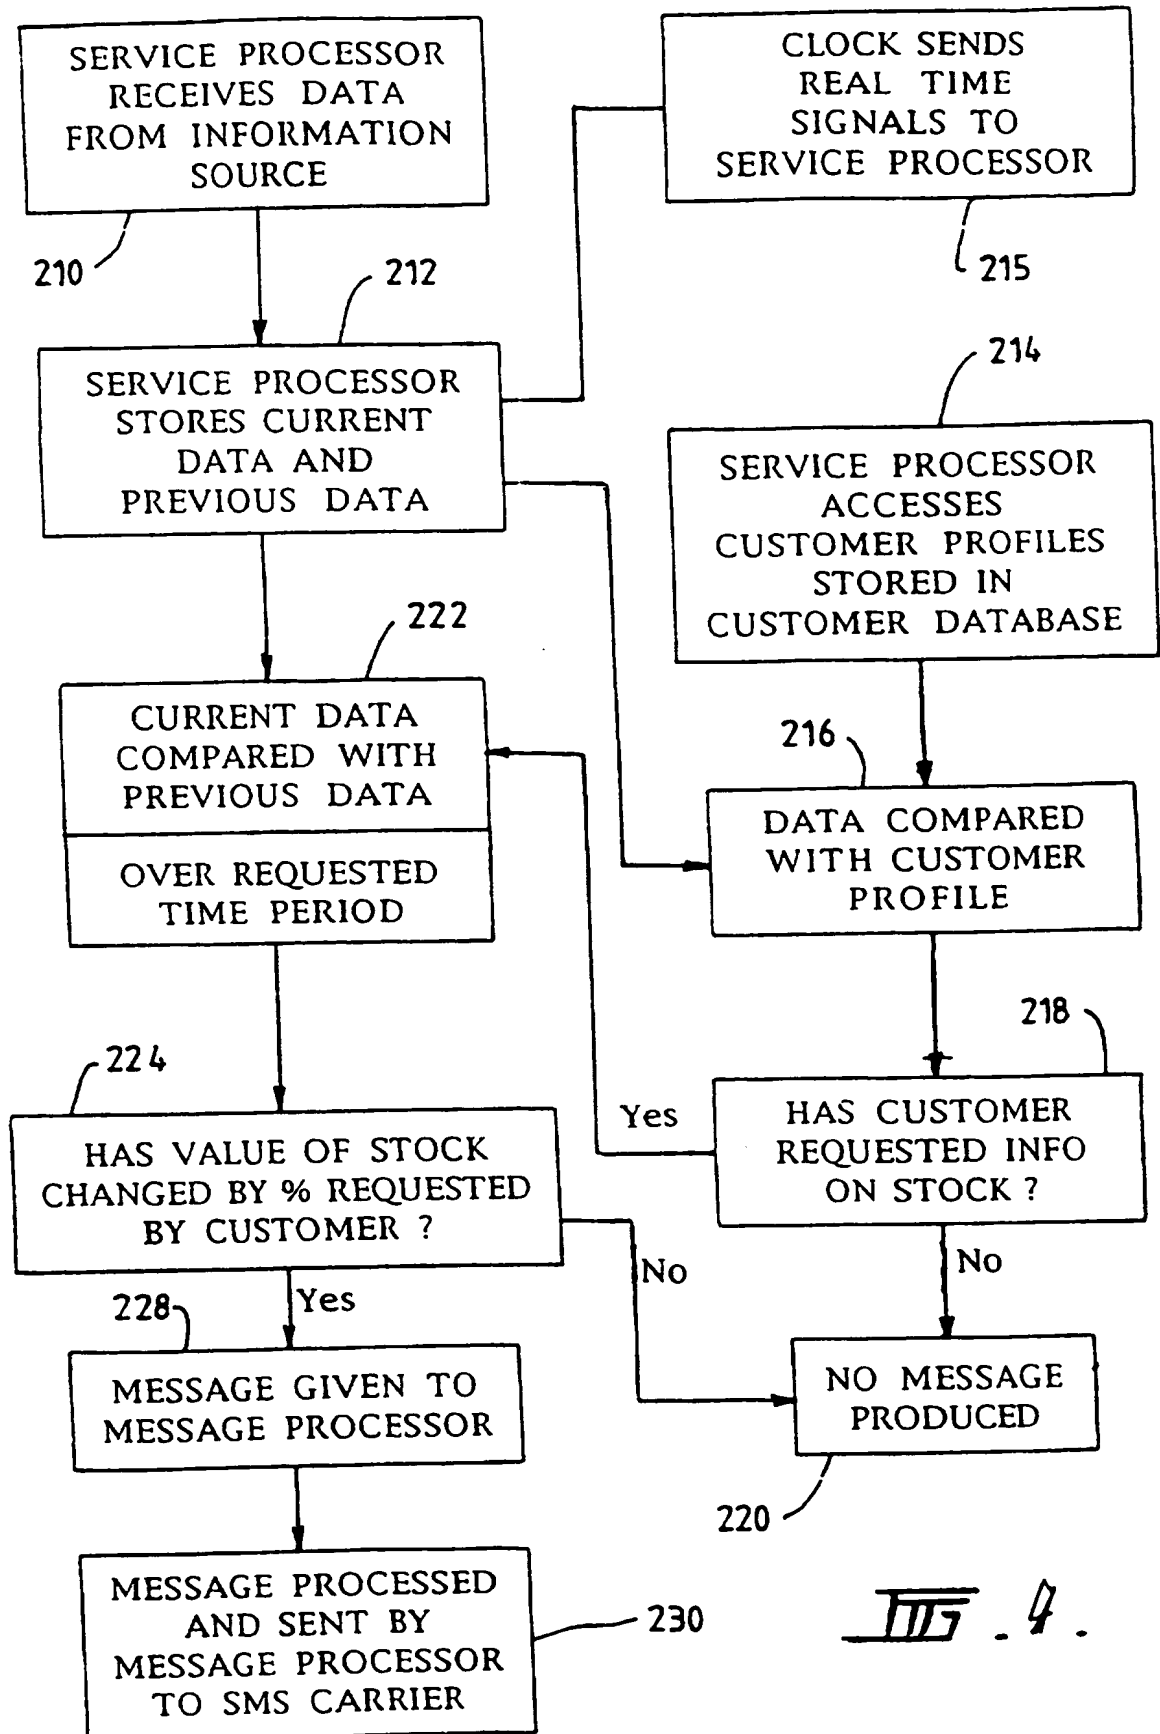 SERVICE PROCESSOR
RECEIVES DATA
FROM INFORMATION
SOURCE
210
CLOCK SENDS
REAL TIME
SIGNALS TO
SERVICE PROCESSOR
215
212
SERVICE PROCESSOR
STORES CURRENT
DATA AND
PREVIOUS DATA
214
SERVICE PROCESSOR
ACCESSES
CUSTOMER PROFILES
STORED IN
CUSTOMER DATABASE
222
CURRENT DATA
COMPARED WITH
PREVIOUS DATA
OVER REQUESTED
TIME PERIOD
216
DATA COMPARED
WITH CUSTOMER
PROFILE
218
HAS CUSTOMER
REQUESTED INFO
ON STOCK ?
Yes
No
224
HAS VALUE OF STOCK
CHANGED BY % REQUESTED
BY CUSTOMER ?
No
Yes
228
MESSAGE GIVEN TO
MESSAGE PROCESSOR
NO MESSAGE
PRODUCED
220
MESSAGE PROCESSED
AND SENT BY
MESSAGE PROCESSOR
TO SMS CARRIER
230